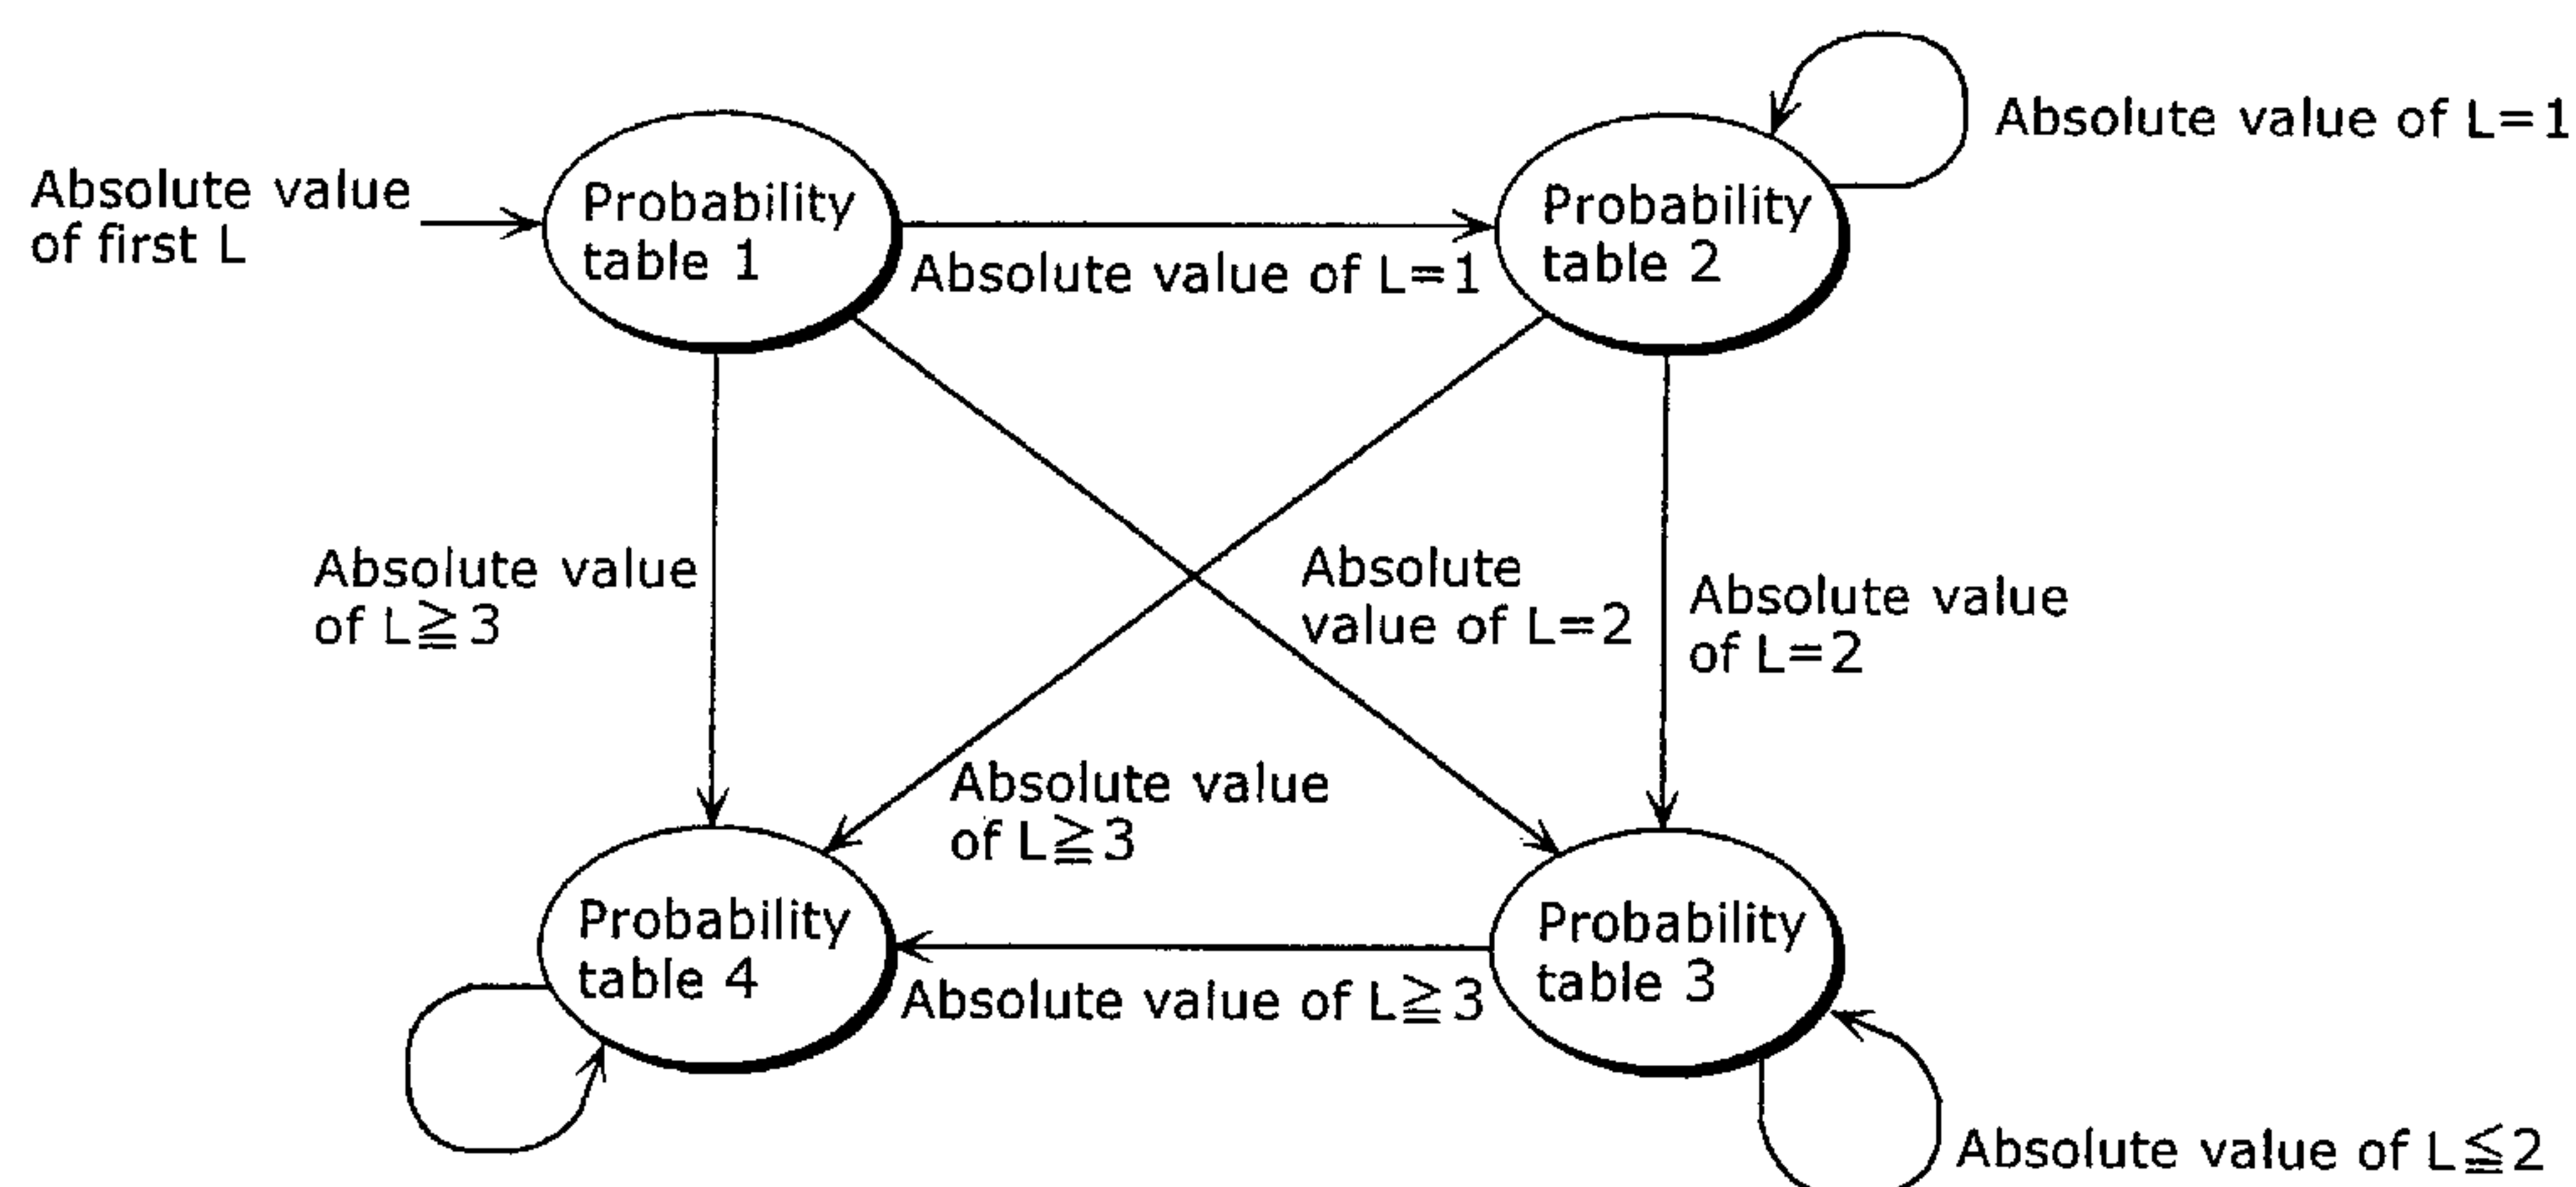 Absolute value of L=1
Absolute value
of first L
Probability
table 1
Probability
table 2
Absolute value of L=1
Absolute value
of L≧3
Absolute
value of L=2
Absolute value
of L=2
Absolute value
of L≧3
Probability
table 4
Probability
table 3
Absolute value of L≧3
Absolute value of L≦2